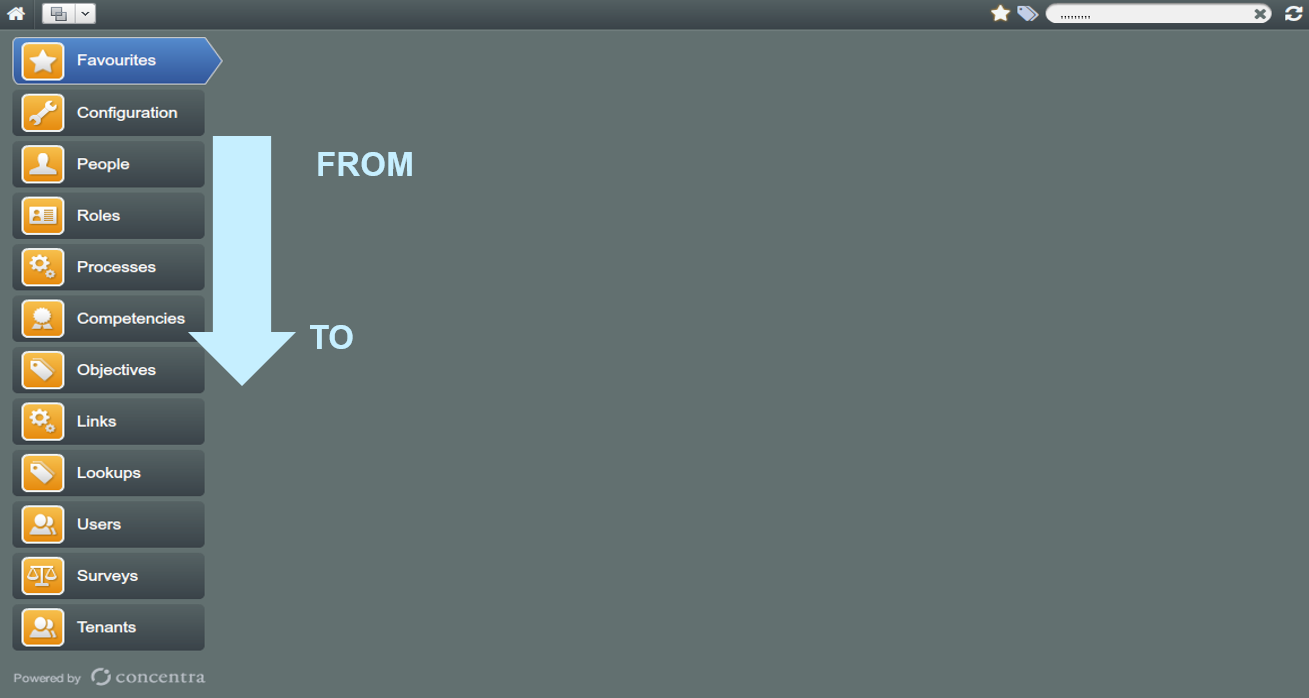 Favourites
Configuration
FROM
People
Roles
Processes
Competencies
TO
Objectives
Links
Lookups
Users
Surveys
Tenants
Powered by concentra